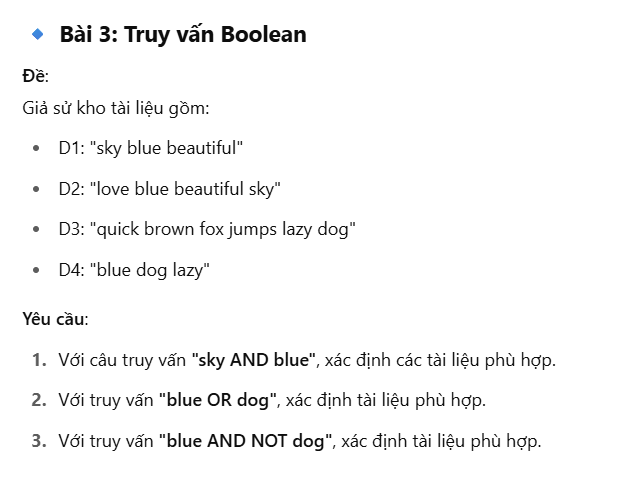 Bài 3: Truy vấn Boolean
Đề:
Giả sử kho tài liệu gồm:
• D1: "sky blue beautiful"
• D2: "love blue beautiful sky"
• D3: "quick brown fox jumps lazy dog"
• D4: "blue dog lazy"
Yêu cầu:
1. Với câu truy vấn "sky AND blue", xác định các tài liệu phù hợp.
2. Với truy vấn "blue OR dog", xác định tài liệu phù hợp.
3. Với truy vấn "blue AND NOT dog", xác định tài liệu phù hợp.